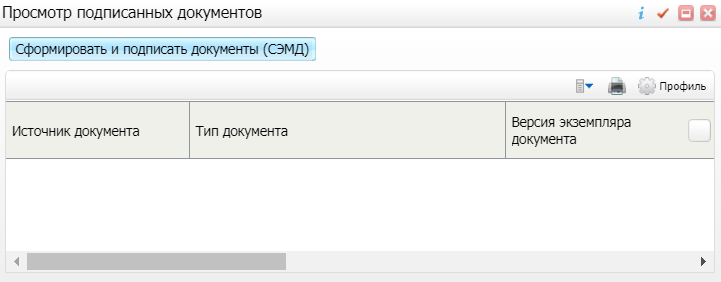 Просмотр подписанных документов
Сформировать и подписать документы (СЭМД)
Профиль
Источник документа
Тип документа
Версия экземпляра
документа